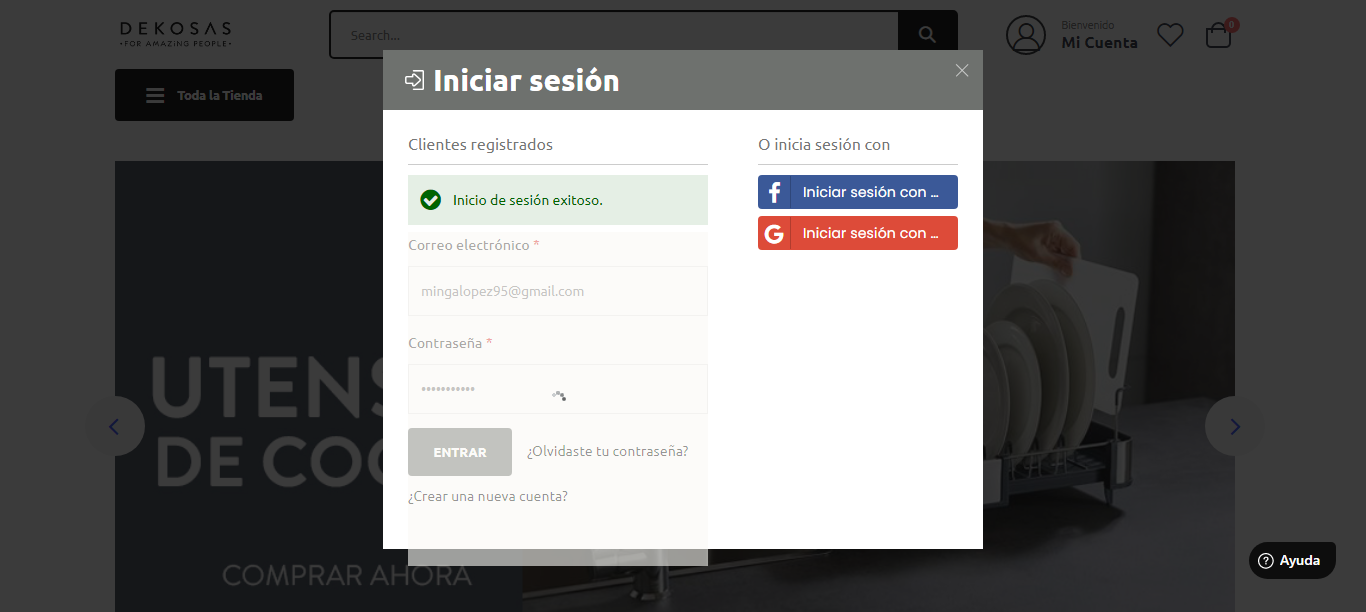 DEKOSAS
•FOR AMAZING PEOPLE•
Search...
Bienvenido
Mi Cuenta
0
Toda la Tienda
Iniciar sesión
Clientes registrados
Inicio de sesión exitoso.
Correo electrónico *
mingalopez95@gmail.com
Contraseña *
•••••••••••
ENTRAR
¿Olvidaste tu contraseña?
¿Crear una nueva cuenta?
O inicia sesión con
Iniciar sesión con ...
Iniciar sesión con ...
UTENS
DE COC
COMPRAR AHORA
Ayuda